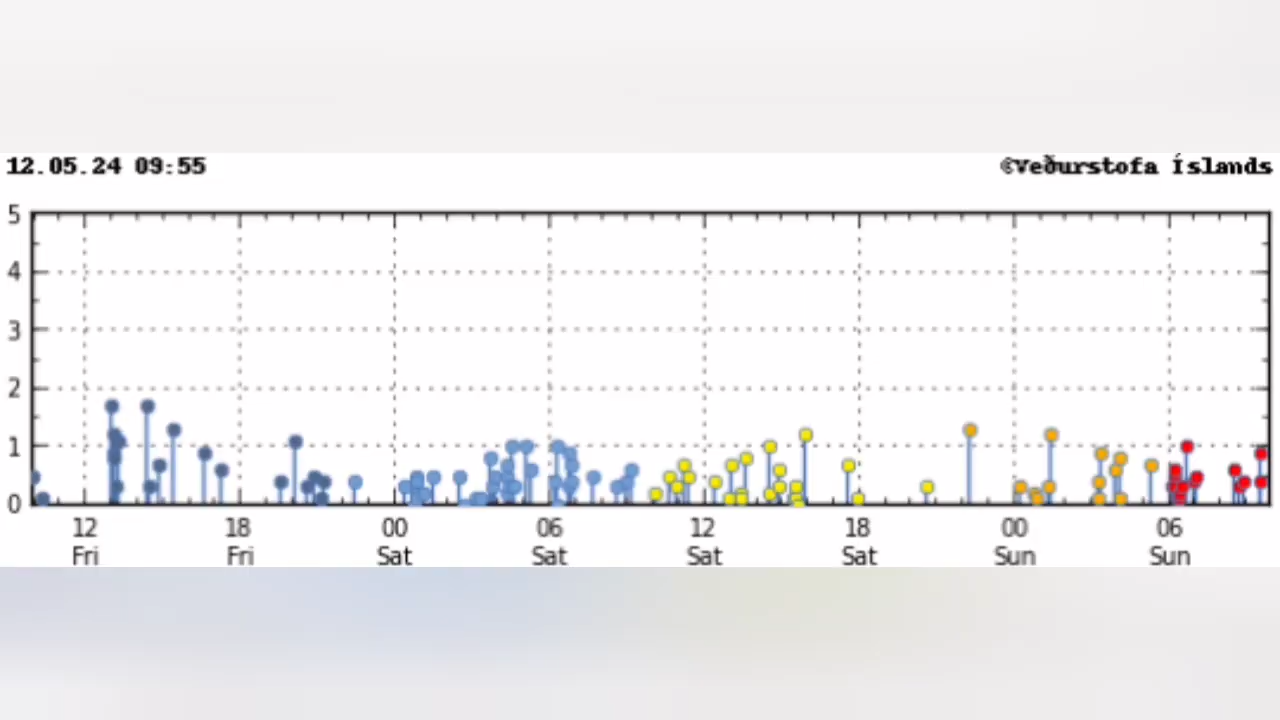 12.05.24 09:55 ©Veðurstofa Íslands
5
4
3
2
1
0
12 18 00 06 12 18 00 06
Fri Fri Sat Sat Sat Sat Sun Sun